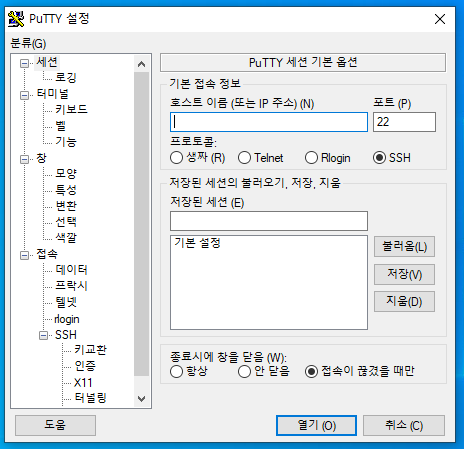 PuTTY 설정
분류(G)
세션
로깅
터미널
키보드
벨
기능
창
모양
특성
변환
선택
색깔
접속
데이터
프락시
텔넷
rlogin
SSH
키교환
인증
X11
터널링
PuTTY 세션 기본 옵션
기본 접속 정보
호스트 이름 (또는 IP 주소) (N) 포트 (P)
22
프로토콜:
생짜 (R) Telnet Rlogin SSH
저장된 세션의 불러오기, 저장, 지움
저장된 세션 (E)
기본 설정
불러옴(L)
저장(V)
지움(D)
종료시에 창을 닫음 (W):
항상 안 닫음 접속이 끊겼을 때만
도움 열기 (O) 취소 (C)